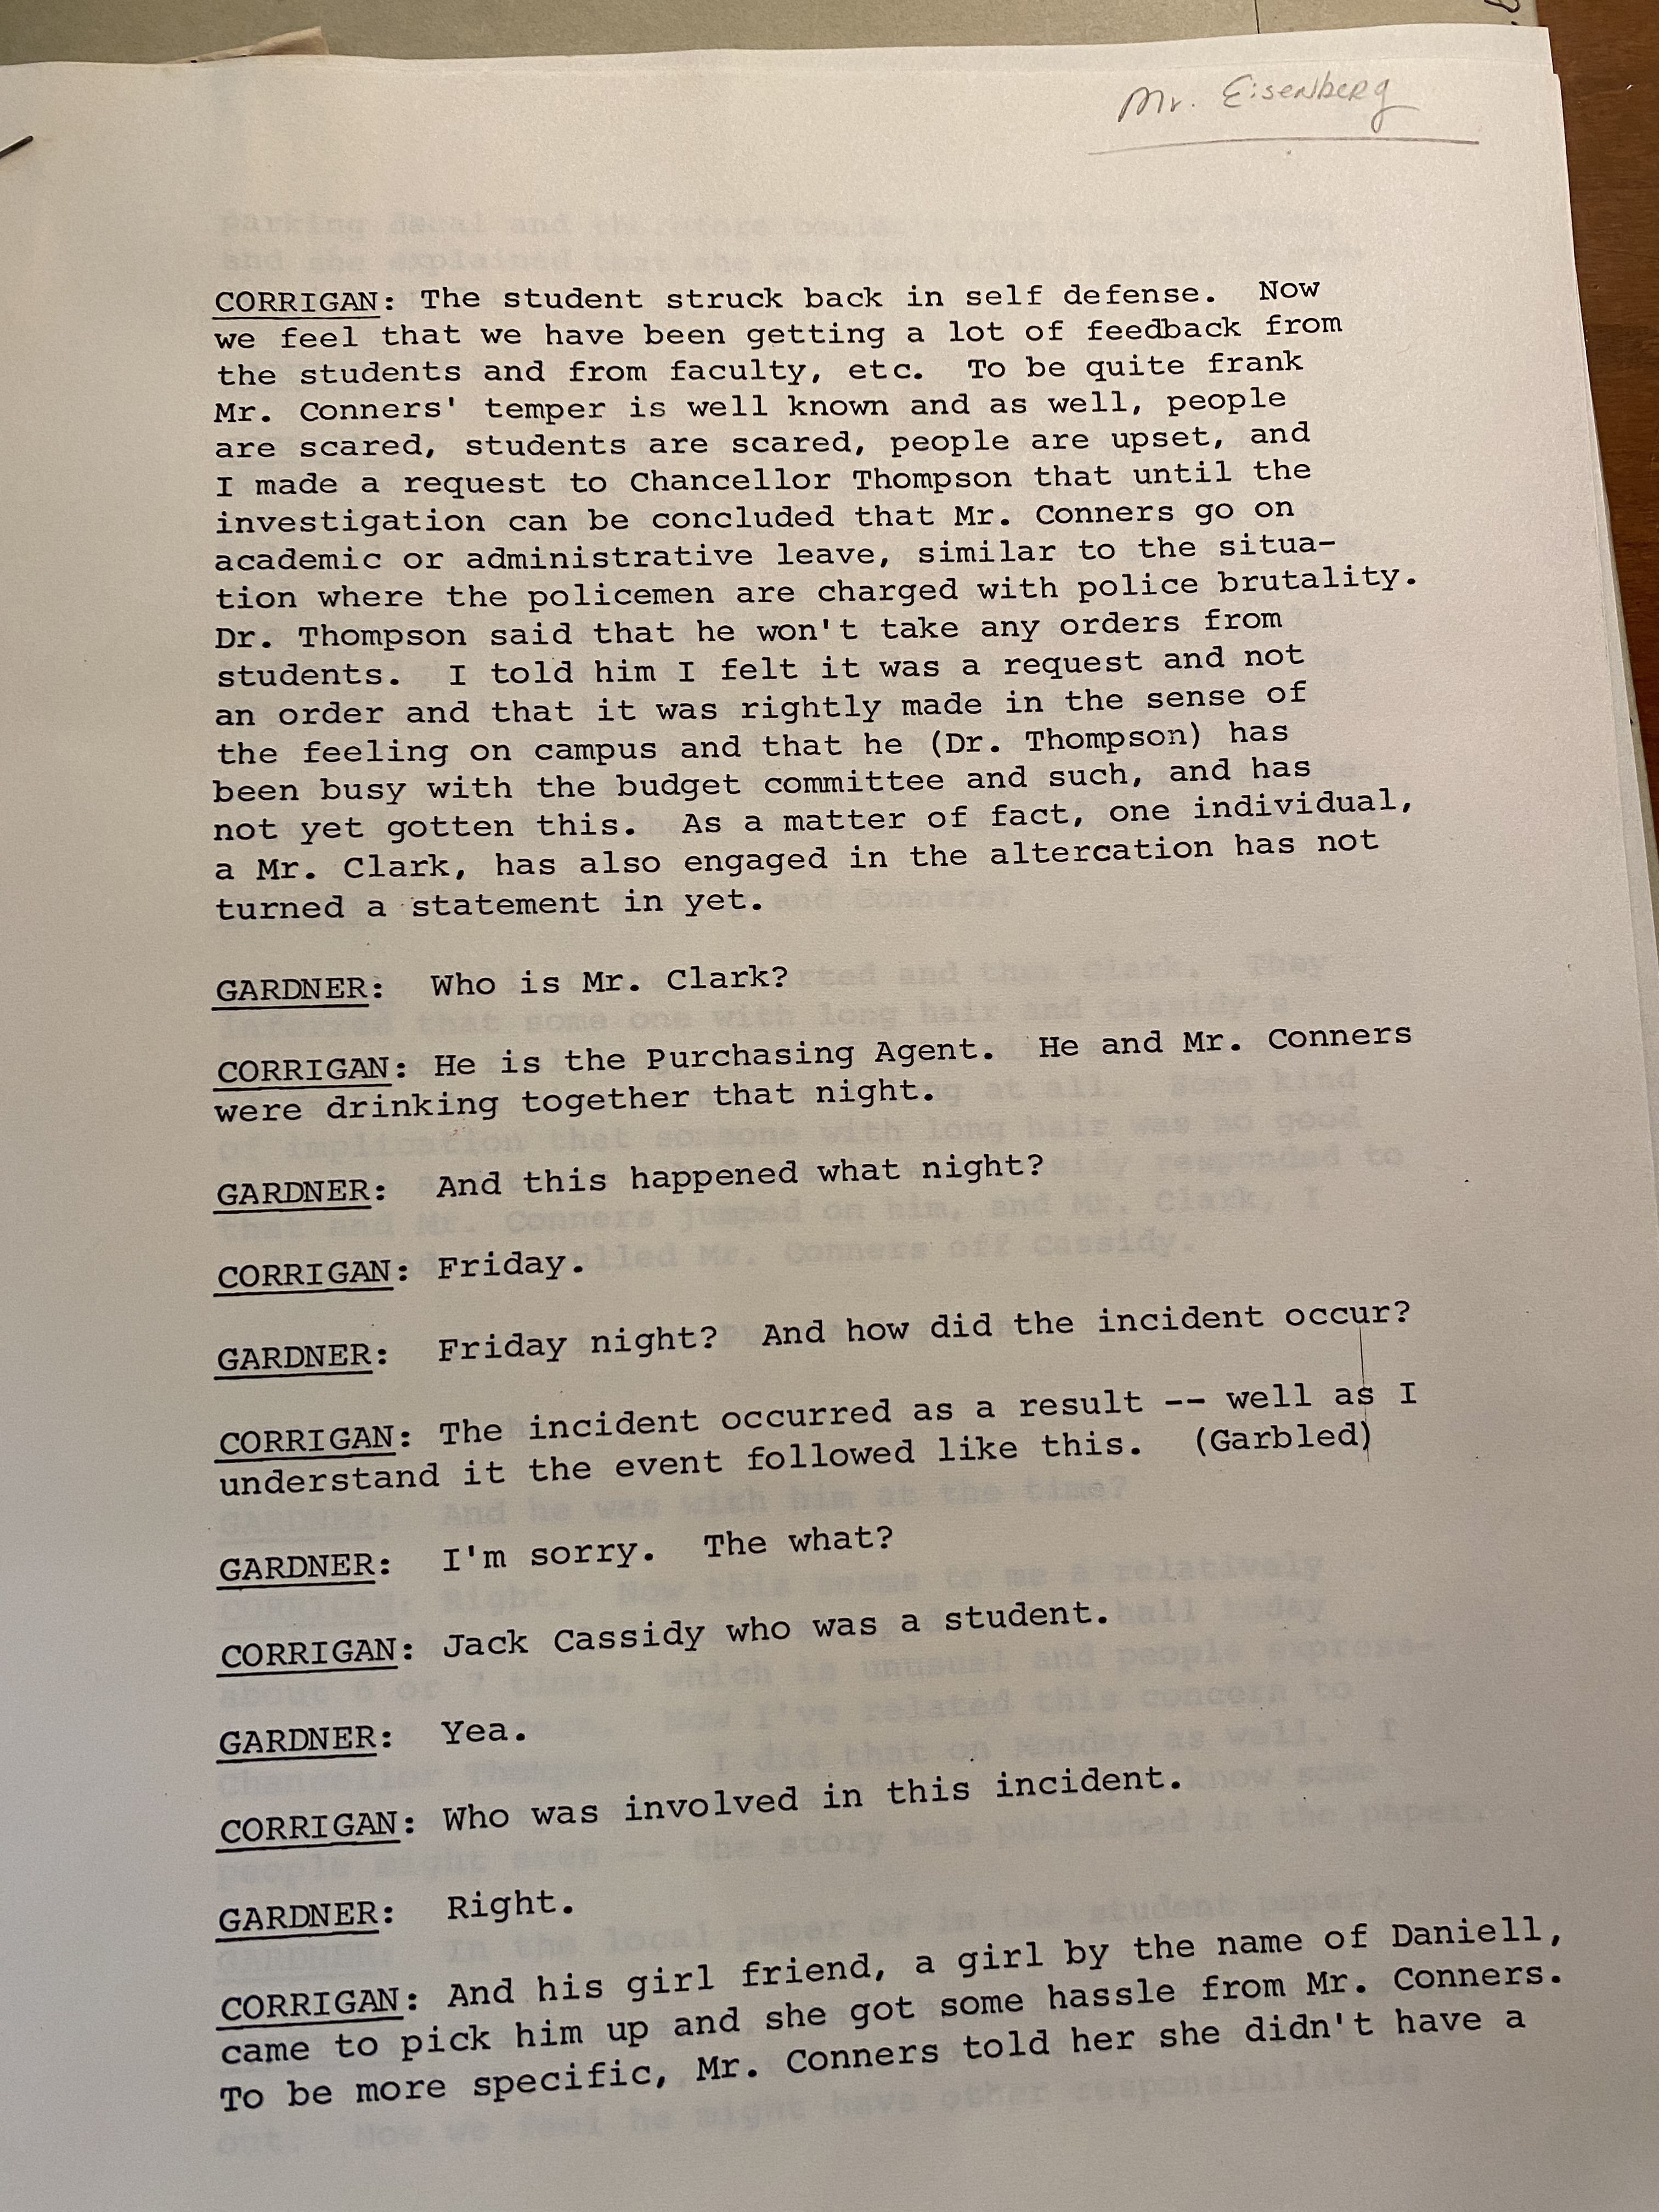 Mr. Eisenberg
CORRIGAN: The student struck back in self defense. Now
we feel that we have been getting a lot of feedback from
the students and from faculty, etc. To be quite frank
Mr. Conners' temper is well known and as well, people
are scared, students are scared, people are upset, and
I made a request to Chancellor Thompson that until the
investigation can be concluded that Mr. Conners go on
academic or administrative leave, similar to the situa-
tion where the policemen are charged with police brutality.
Dr. Thompson said that he won't take any orders from
students. I told him I felt it was a request and not
an order and that it was rightly made in the sense of
the feeling on campus and that he (Dr. Thompson) has
been busy with the budget committee and such, and has
not yet gotten this. As a matter of fact, one individual,
a Mr. Clark, has also engaged in the altercation has not
turned a statement in yet.
GARDNER: Who is Mr. Clark?
CORRIGAN: He is the Purchasing Agent. He and Mr. Conners
were drinking together that night.
GARDNER: And this happened what night?
CORRIGAN: Friday.
GARDNER: Friday night? And how did the incident occur?
CORRIGAN: The incident occurred as a result -- well as I
understand it the event followed like this. (Garbled)
GARDNER: I'm sorry. The what?
CORRIGAN: Jack Cassidy who was a student.
GARDNER: Yea.
CORRIGAN: Who was involved in this incident.
GARDNER: Right.
CORRIGAN: And his girl friend, a girl by the name of Daniell,
came to pick him up and she got some hassle from Mr. Conners.
To be more specific, Mr. Conners told her she didn't have a